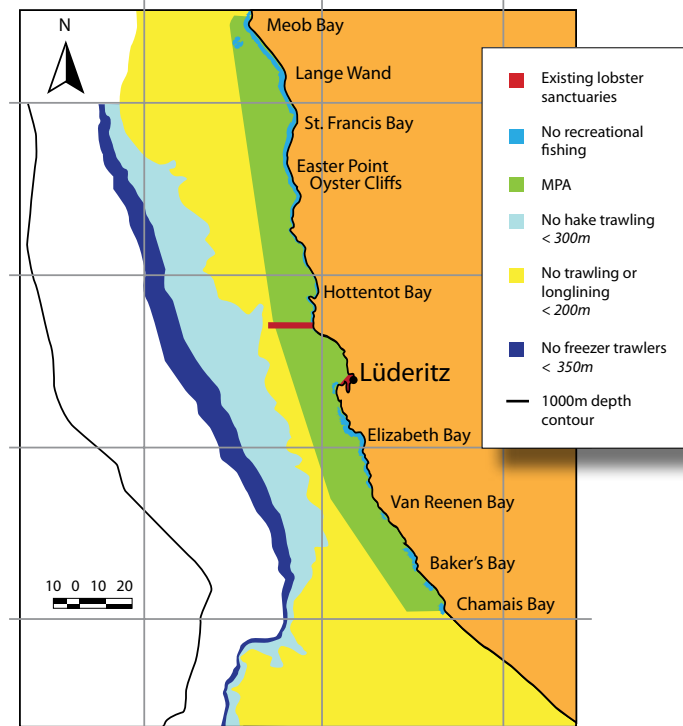 N
Meob Bay
Lange Wand
St. Francis Bay
Easter Point
Oyster Cliffs
Hottentot Bay
Lüderitz
Elizabeth Bay
Van Reenen Bay
Baker's Bay
Chamais Bay
10 0 10 20
Existing lobster
sanctuaries
No recreational
fishing
MPA
No hake trawling
< 300m
No trawling or
longlining
< 200m
No freezer trawlers
< 350m
1000m depth
contour